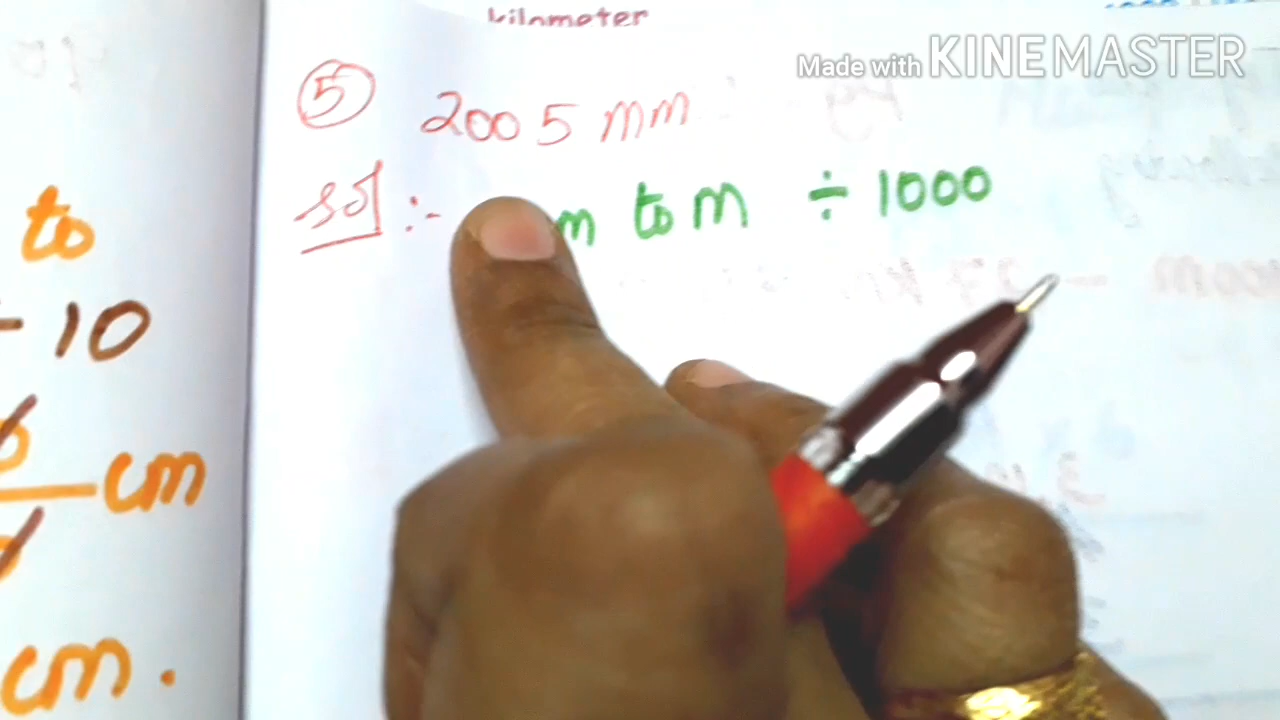 kilometer
Made with KINEMASTER
⑤ 2005 mm
Sol :- m to m ÷ 1000
to
- 10
cm
cm.